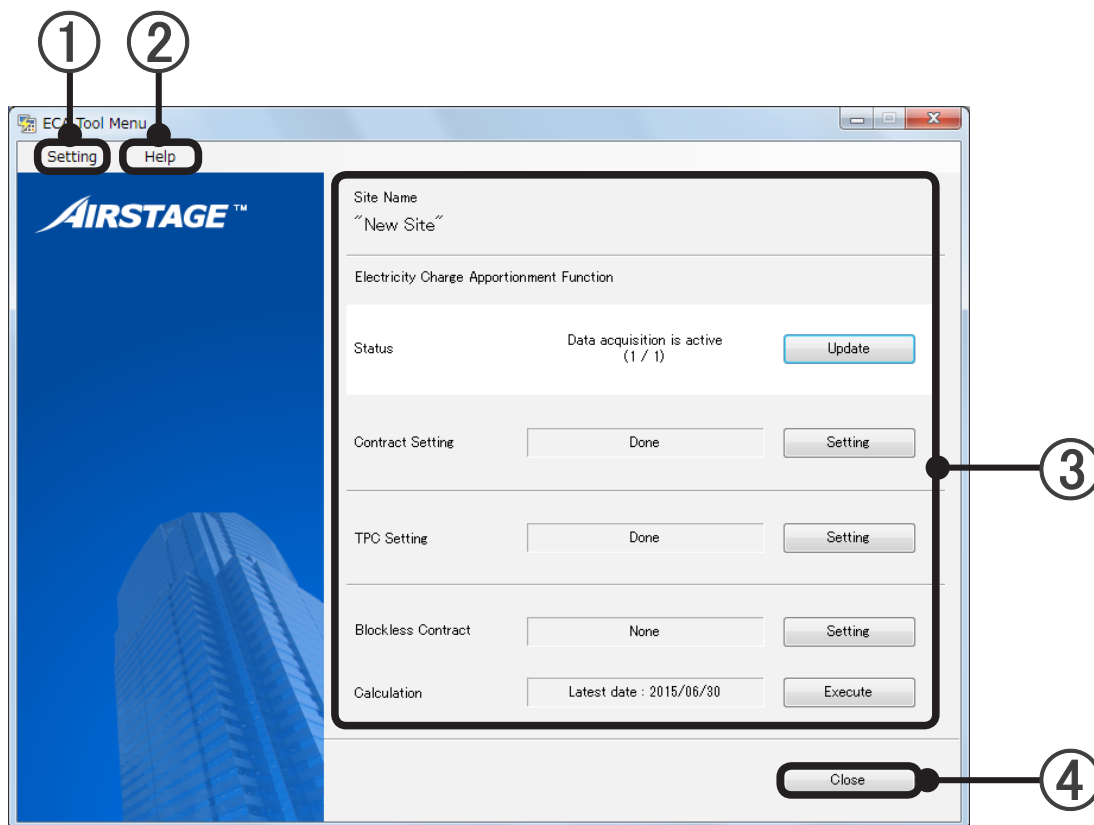 ① ②
ECA Tool Menu
Setting Help
AIRSTAGE™
Site Name
"New Site"
Electricity Charge Apportionment Function
Status
Data acquisition is active
(1 / 1)
Update
Contract Setting Done Setting
③
TPC Setting Done Setting
Blockless Contract None Setting
Calculation Latest date : 2015/06/30 Execute
Close
④